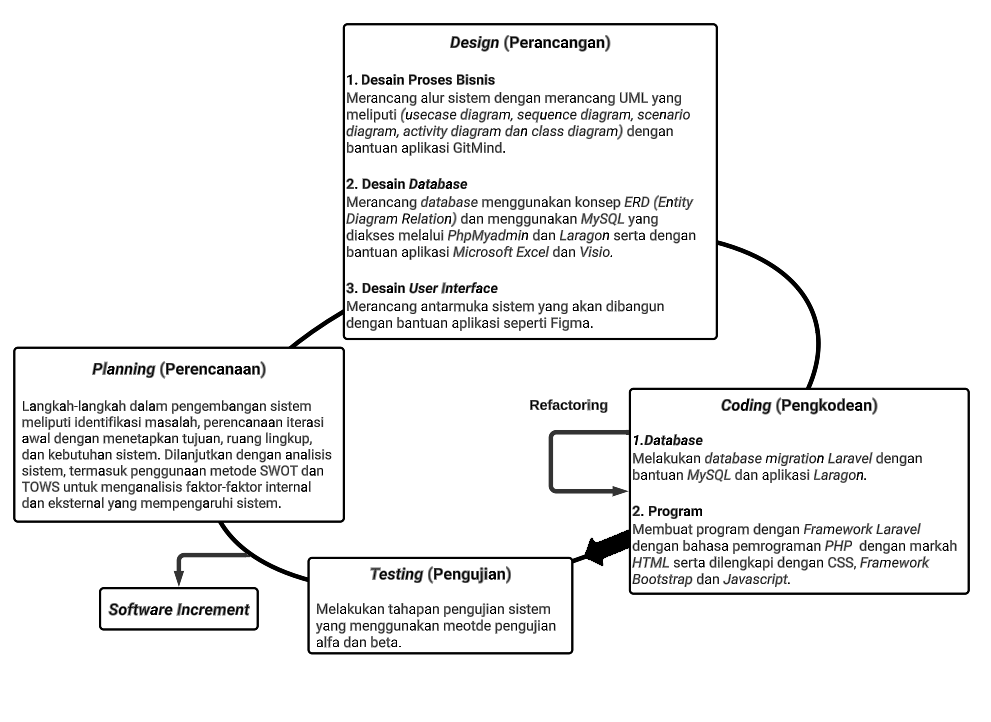 Design (Perancangan)
1. Desain Proses Bisnis
Merancang alur sistem dengan merancang UML yang
meliputi (usecase diagram, sequence diagram, scenario
diagram, activity diagram dan class diagram) dengan
bantuan aplikasi GitMind.
2. Desain Database
Merancang database menggunakan konsep ERD (Entity
Diagram Relation) dan menggunakan MySQL yang
diakses melalui PhpMyadmin dan Laragon serta dengan
bantuan aplikasi Microsoft Excel dan Visio.
3. Desain User Interface
Merancang antarmuka sistem yang akan dibangun
dengan bantuan aplikasi seperti Figma.
Planning (Perencanaan)
Langkah-langkah dalam pengembangan sistem
meliputi identifikasi masalah, perencanaan iterasi
awal dengan menetapkan tujuan, ruang lingkup,
dan kebutuhan sistem. Dilanjutkan dengan analisis
sistem, termasuk penggunaan metode SWOT dan
TOWS untuk menganalisis faktor-faktor internal
dan eksternal yang mempengaruhi sistem.
Refactoring
Coding (Pengkodean)
1.Database
Melakukan database migration Laravel dengan
bantuan MySQL dan aplikasi Laragon.
2. Program
Membuat program dengan Framework Laravel
dengan bahasa pemrograman PHP dengan markah
HTML serta dilengkapi dengan CSS, Framework
Bootstrap dan Javascript.
Testing (Pengujian)
Melakukan tahapan pengujian sistem
yang menggunakan meotde pengujian
alfa dan beta.
Software Increment